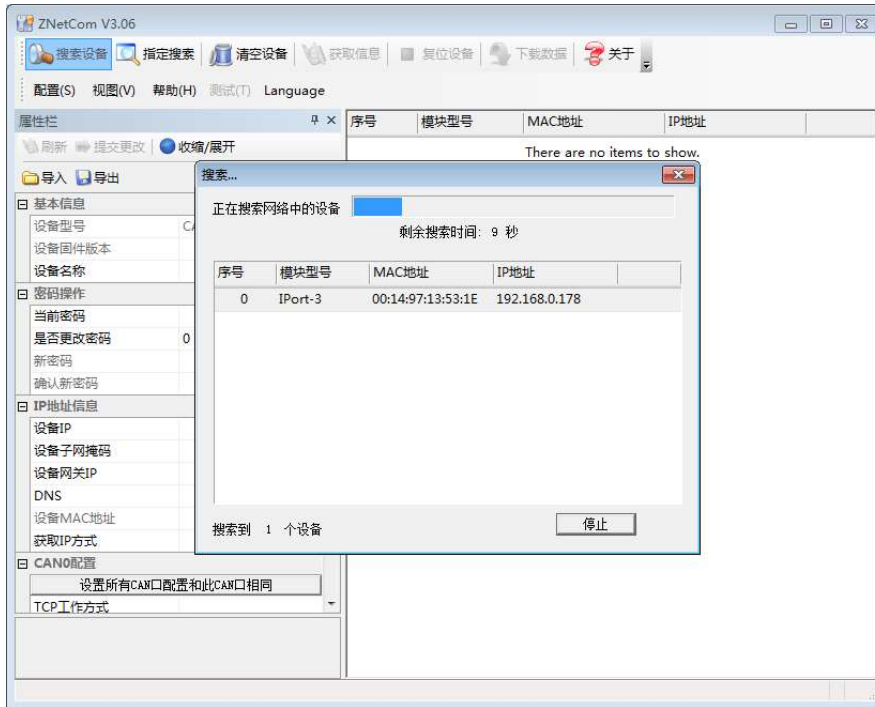 ZNetCom V3.06
搜索设备 指定搜索 清空设备 获取信息 复位设备 下载数据 关于
配置(S) 视图(V) 帮助(H) 测试(T) Language
属性栏
刷新 提交更改 收缩/展开
导入 导出
基本信息
设备型号 CA
设备固件版本
设备名称
密码操作
当前密码
是否更改密码 0
新密码
确认新密码
IP地址信息
设备IP
设备子网掩码
设备网关IP
DNS
设备MAC地址
获取IP方式
CAN0配置
设置所有CAN口配置和此CAN口相同
TCP工作方式
序号 模块型号 MAC地址 IP地址
There are no items to show.
搜索...
正在搜索网络中的设备
剩余搜索时间: 9 秒
序号 模块型号 MAC地址 IP地址
0 IPort-3 00:14:97:13:53:1E 192.168.0.178
搜索到 1 个设备
停止